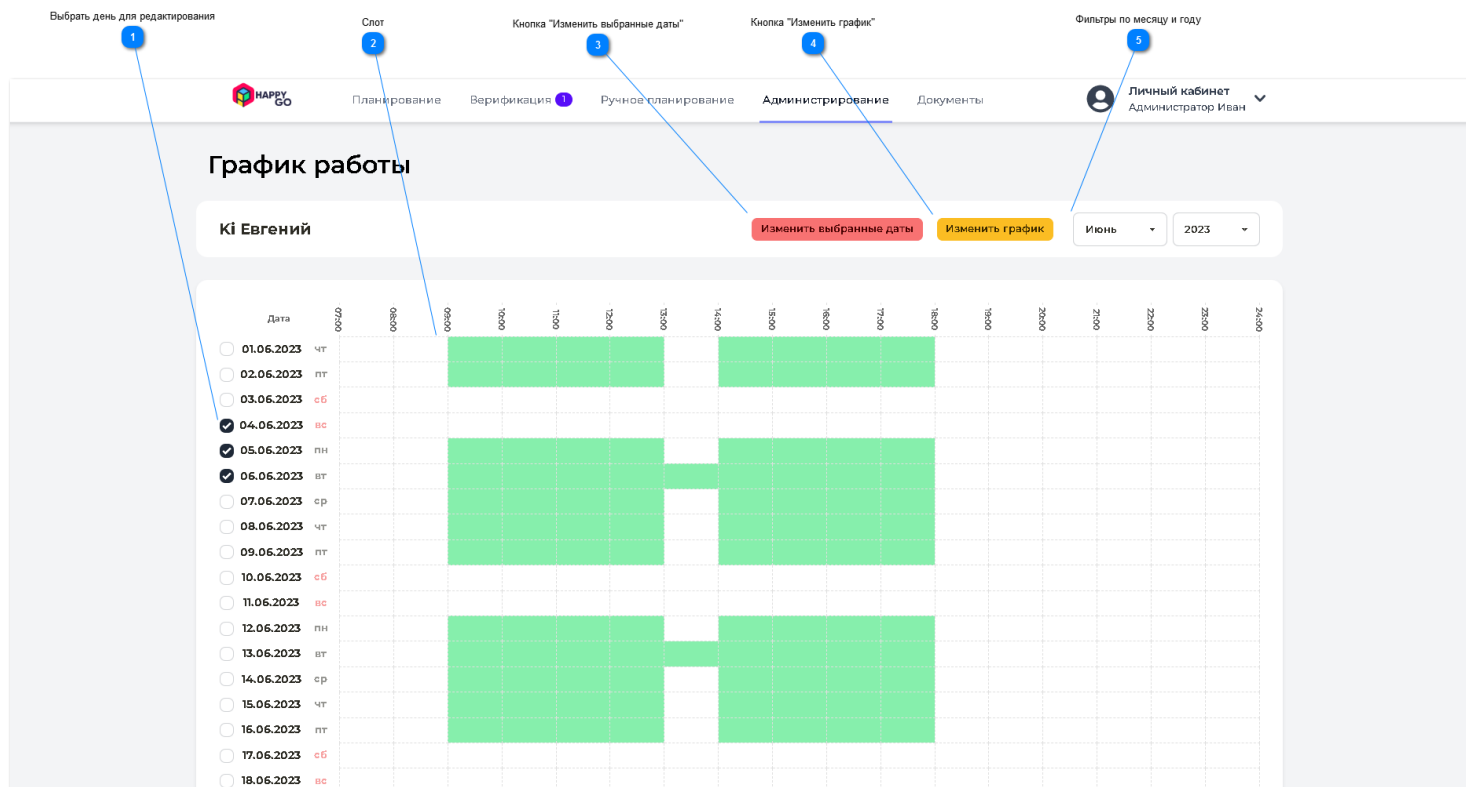 Выбрать день для редактирования
Слот
Кнопка "Изменить выбранные даты"
Кнопка "Изменить график"
Фильтры по месяцу и году
1
2
3
4
5
HAPPY GO
Планирование Верификация 1 Ручное планирование Администрирование Документы
Личный кабинет
Администратор Иван
График работы
Ki Евгений
Изменить выбранные даты
Изменить график
Июнь
2023
Дата 07:00 08:00 09:00 10:00 11:00 12:00 13:00 14:00 15:00 16:00 17:00 18:00 19:00 20:00 21:00 22:00 23:00 24:00
01.06.2023 чт
02.06.2023 пт
03.06.2023 сб
04.06.2023 вс
05.06.2023 пн
06.06.2023 вт
07.06.2023 ср
08.06.2023 чт
09.06.2023 пт
10.06.2023 сб
11.06.2023 вс
12.06.2023 пн
13.06.2023 вт
14.06.2023 ср
15.06.2023 чт
16.06.2023 пт
17.06.2023 сб
18.06.2023 вс